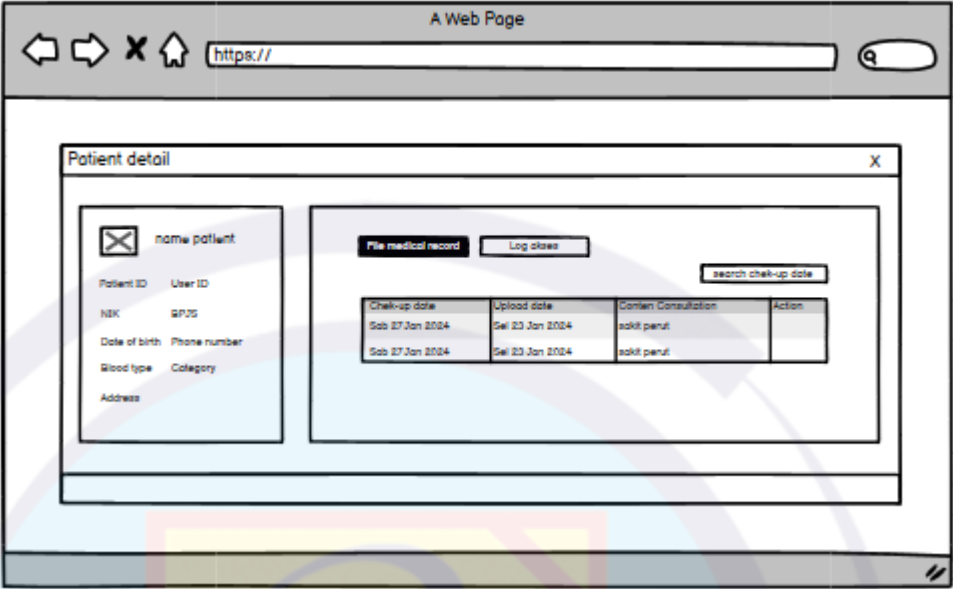 A Web Page
https://
Patient detail X
name patient
Patient ID User ID
NIK BPJS
Date of birth Phone number
Blood type Category
Address
File medical record Log akses
search chek-up date
Chek-up date Upload date Conten Consultation Action
Sab 27 Jan 2024 Sel 23 Jan 2024 sakit perut
Sab 27 Jan 2024 Sel 23 Jan 2024 sakit perut